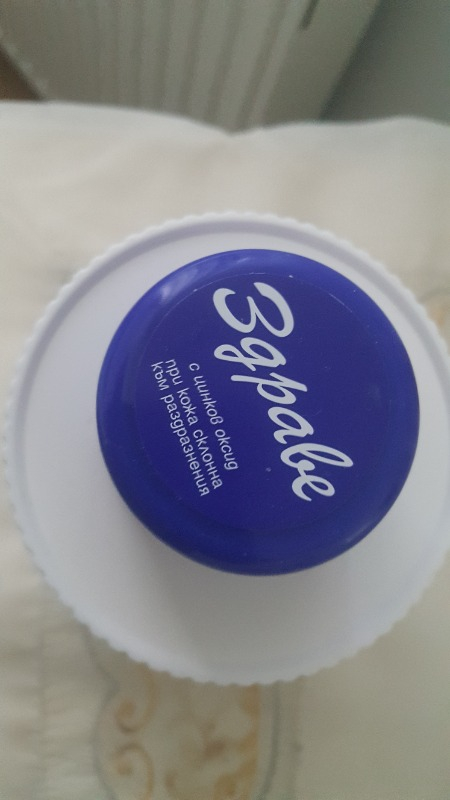 Здраве
с цинков оксид
при кожа склонна
към раздразнения